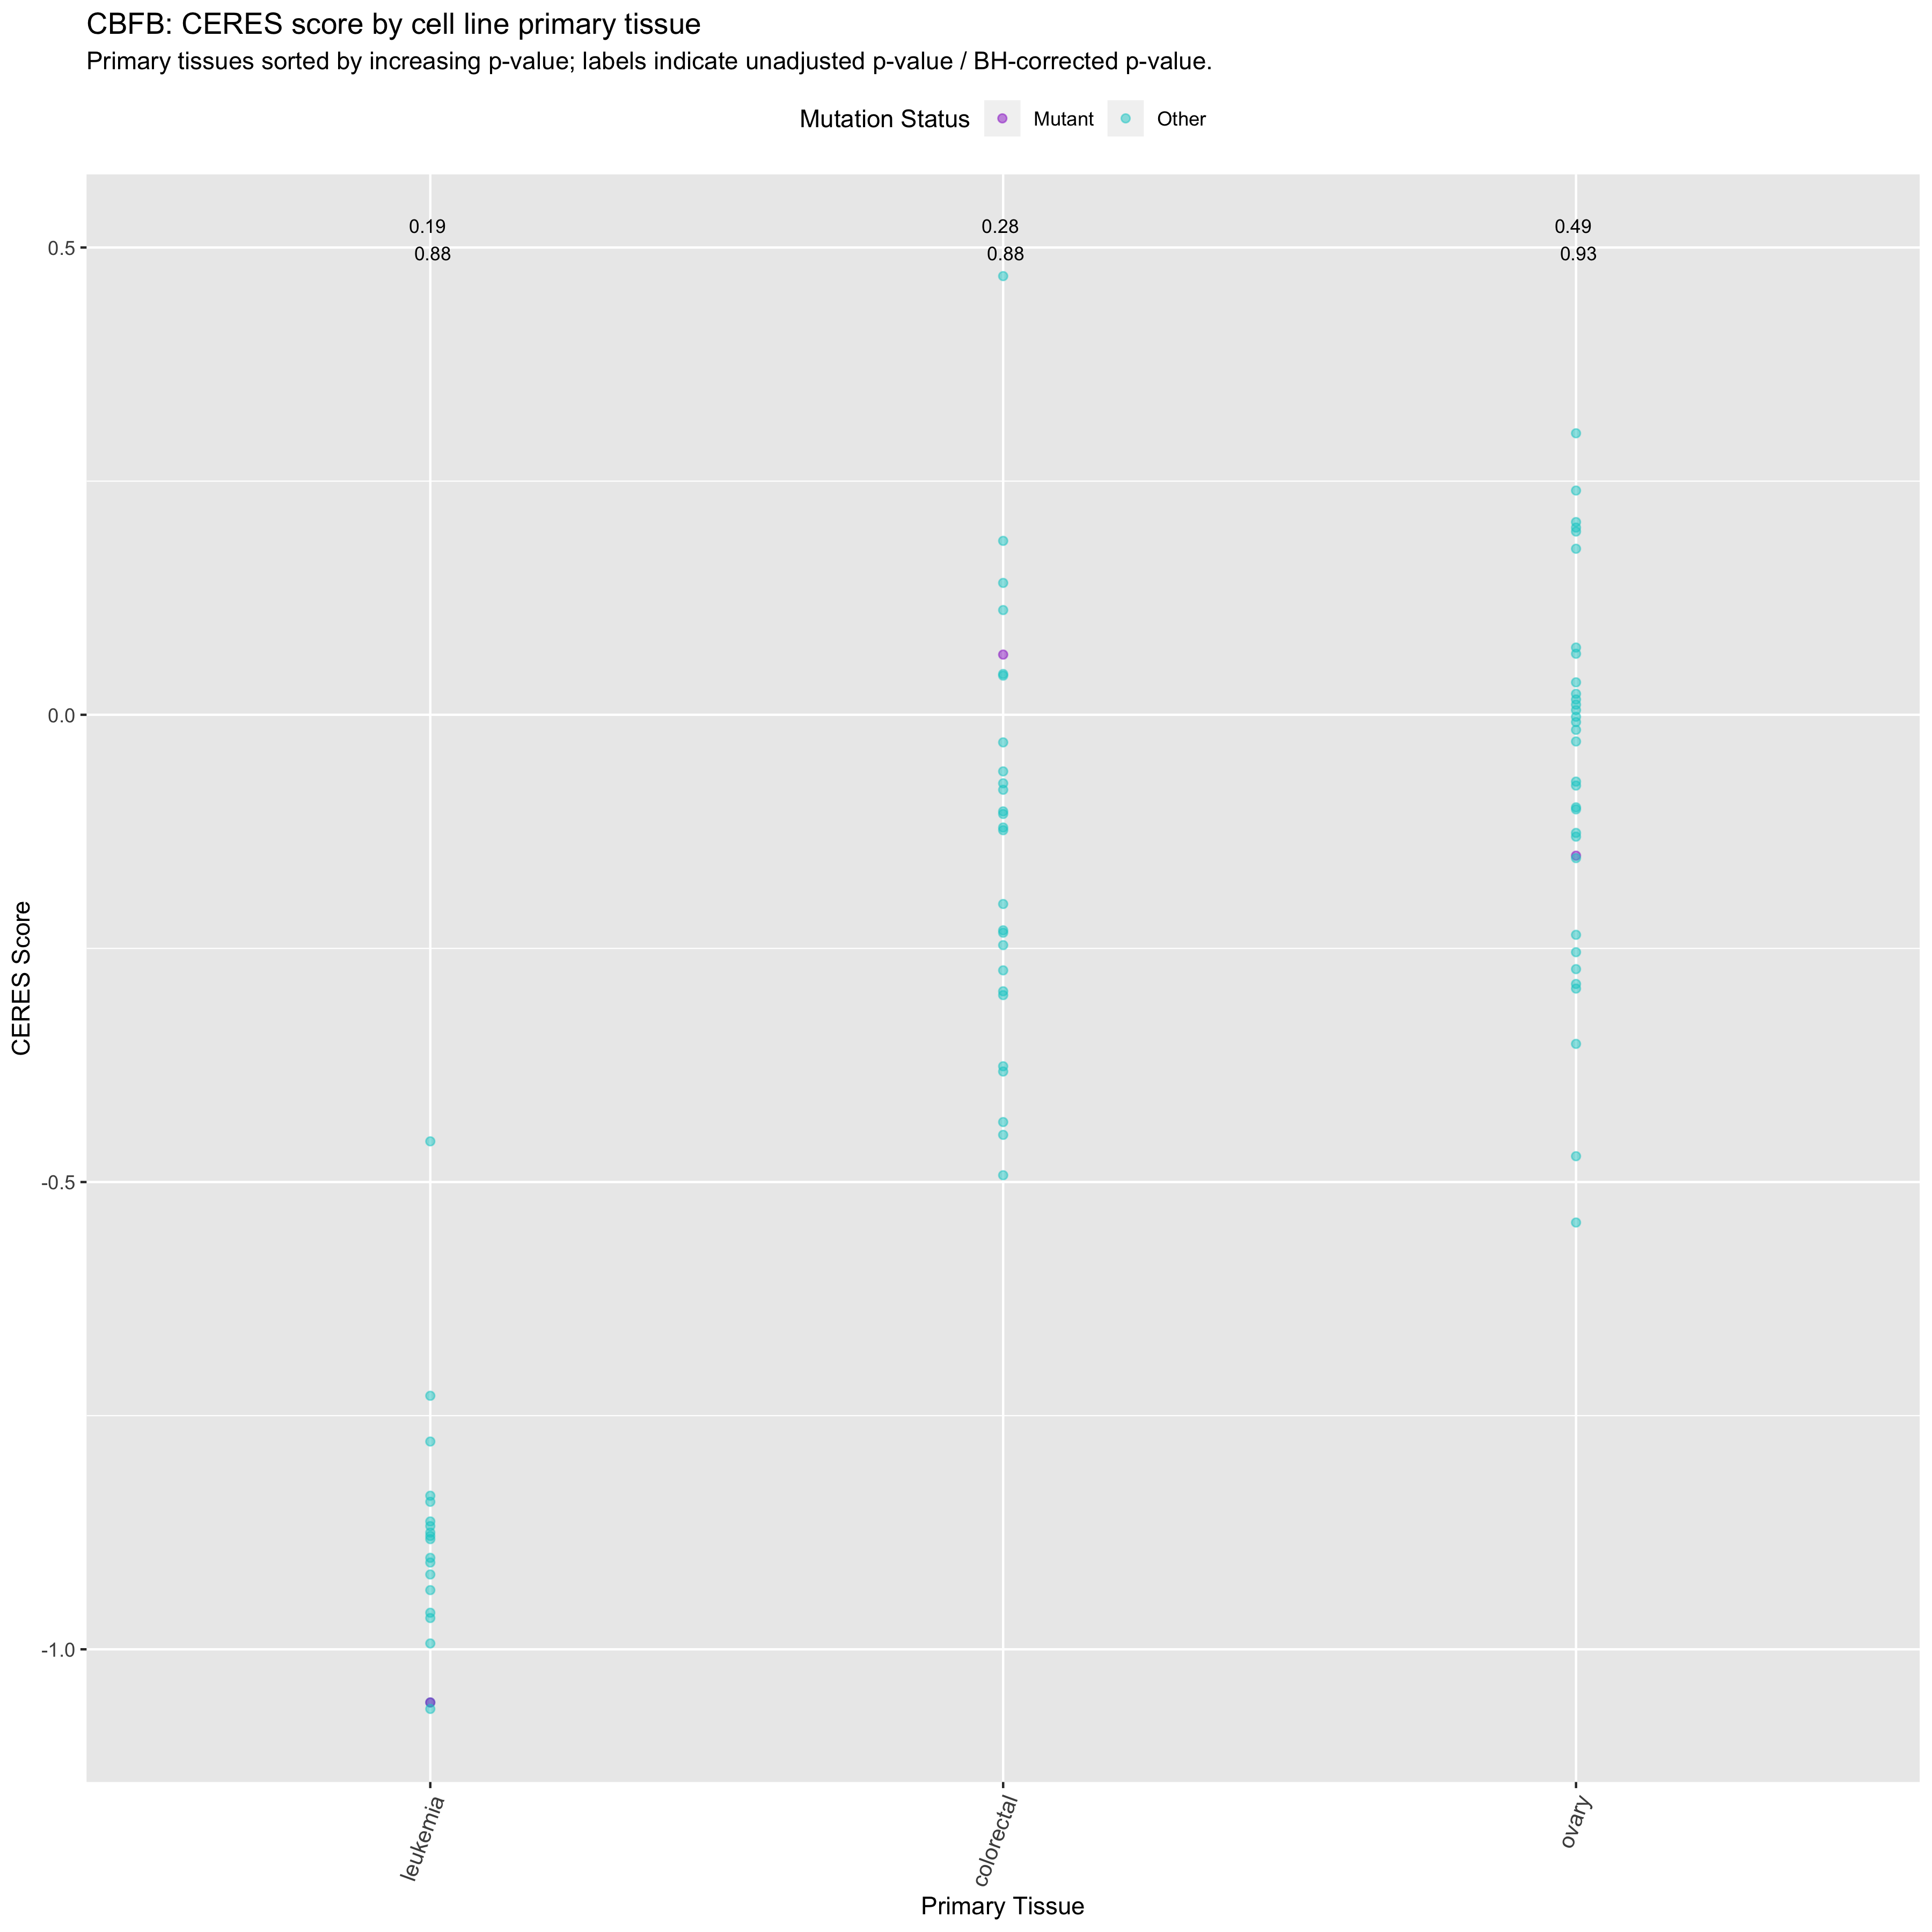 CBFB: CERES score by cell line primary tissue
Primary tissues sorted by increasing p-value; labels indicate unadjusted p-value / BH-corrected p-value.
Mutation Status Mutant Other
0.19 0.28 0.49
0.88 0.88 0.93
0.5
0.0
-0.5
-1.0
CERES Score
leukemia colorectal ovary
Primary Tissue